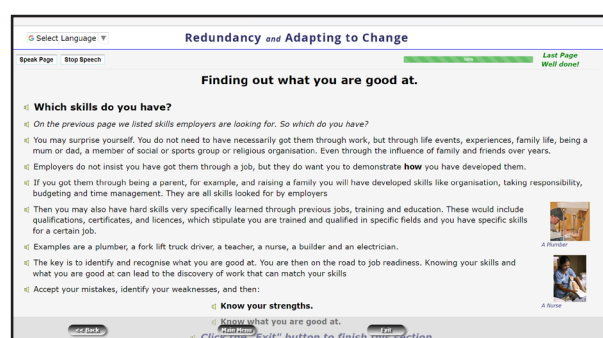 G Select Language ▼
Redundancy and Adapting to Change
Speak Page Stop Speech
Last Page
Well done!
Finding out what you are good at.
Which skills do you have?
On the previous page we listed skills employers are looking for. So which do you have?
You may surprise yourself. You do not need to have necessarily got them through work, but through life events, experiences, family life, being a
mum or dad, a member of social or sports group or religious organisation. Even through the influence of family and friends over years.
Employers do not insist you have got them through a job, but they do want you to demonstrate how you have developed them.
If you got them through being a parent, for example, and raising a family you will have developed skills like organisation, taking responsibility,
budgeting and time management. They are all skills looked for by employers
Then you may also have hard skills very specifically learned through previous jobs, training and education. These would include
qualifications, certificates, and licences, which stipulate you are trained and qualified in specific fields and you have specific skills
for a certain job.
A Plumber
Examples are a plumber, a fork lift truck driver, a teacher, a nurse, a builder and an electrician.
The key is to identify and recognise what you are good at. You are then on the road to job readiness. Knowing your skills and
what you are good at can lead to the discovery of work that can match your skills
Accept your mistakes, identify your weaknesses, and then:
A Nurse
Know your strengths.
Know what you are good at.
<< Back Main Menu Exit
Click the "Exit" button to finish this section